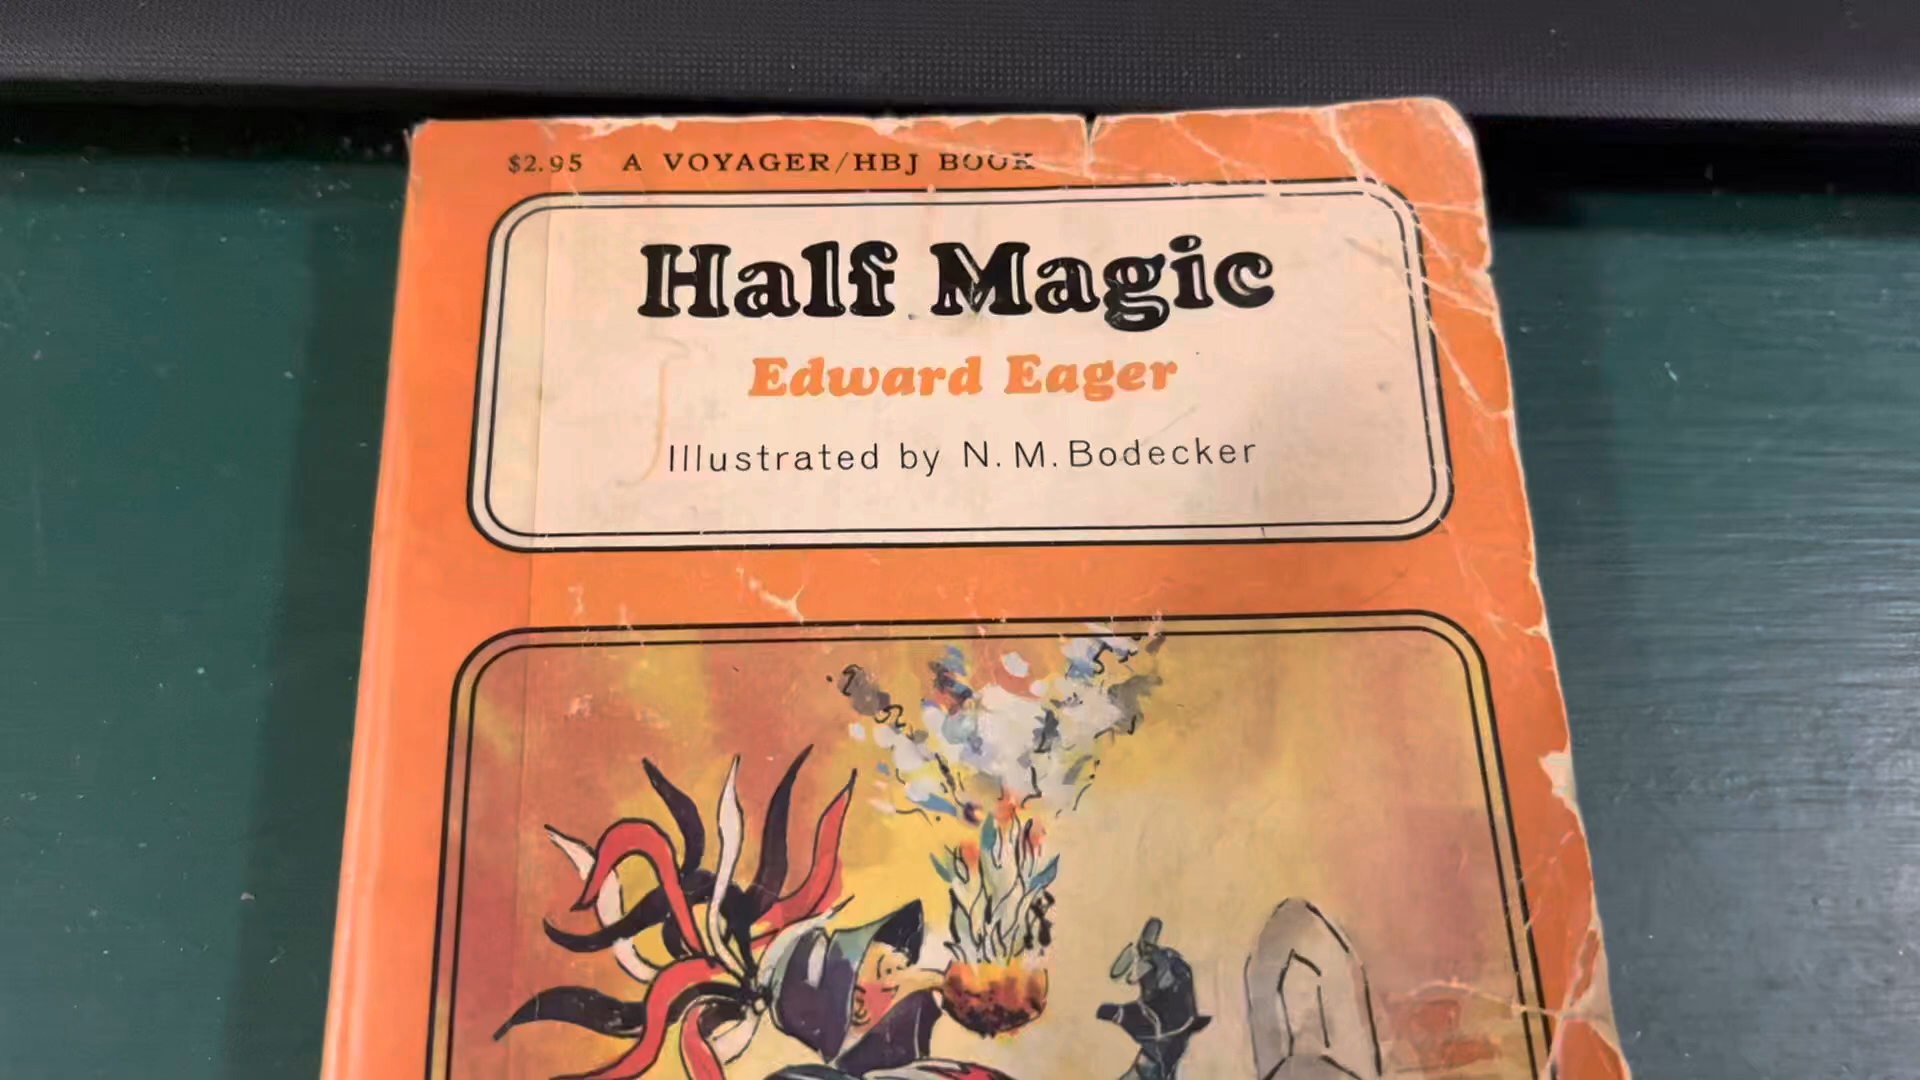 $2.95 A VOYAGER/HBJ BOOK
Half Magic
Edward Eager
Illustrated by N. M. Bodecker